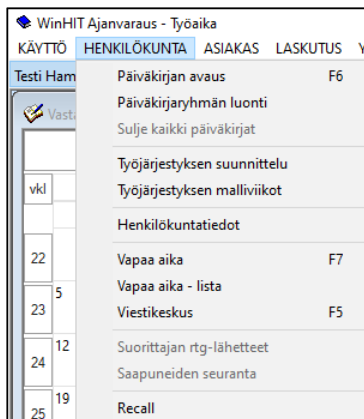 WinHIT Ajanvaraus - Työaika
KÄYTTÖ HENKILÖKUNTA ASIAKAS LASKUTUS
Testi Ham
Päiväkirjan avaus F6
Päiväkirjaryhmän luonti
Vasta
Sulje kaikki päiväkirjat
Työjärjestyksen suunnittelu
vkl
Työjärjestyksen malliviikot
Henkilökuntatiedot
22
Vapaa aika F7
Vapaa aika - lista
5
23
Viestikeskus F5
12
24
Suorittajan rtg-lähetteet
Saapuneiden seuranta
19
25
Recall